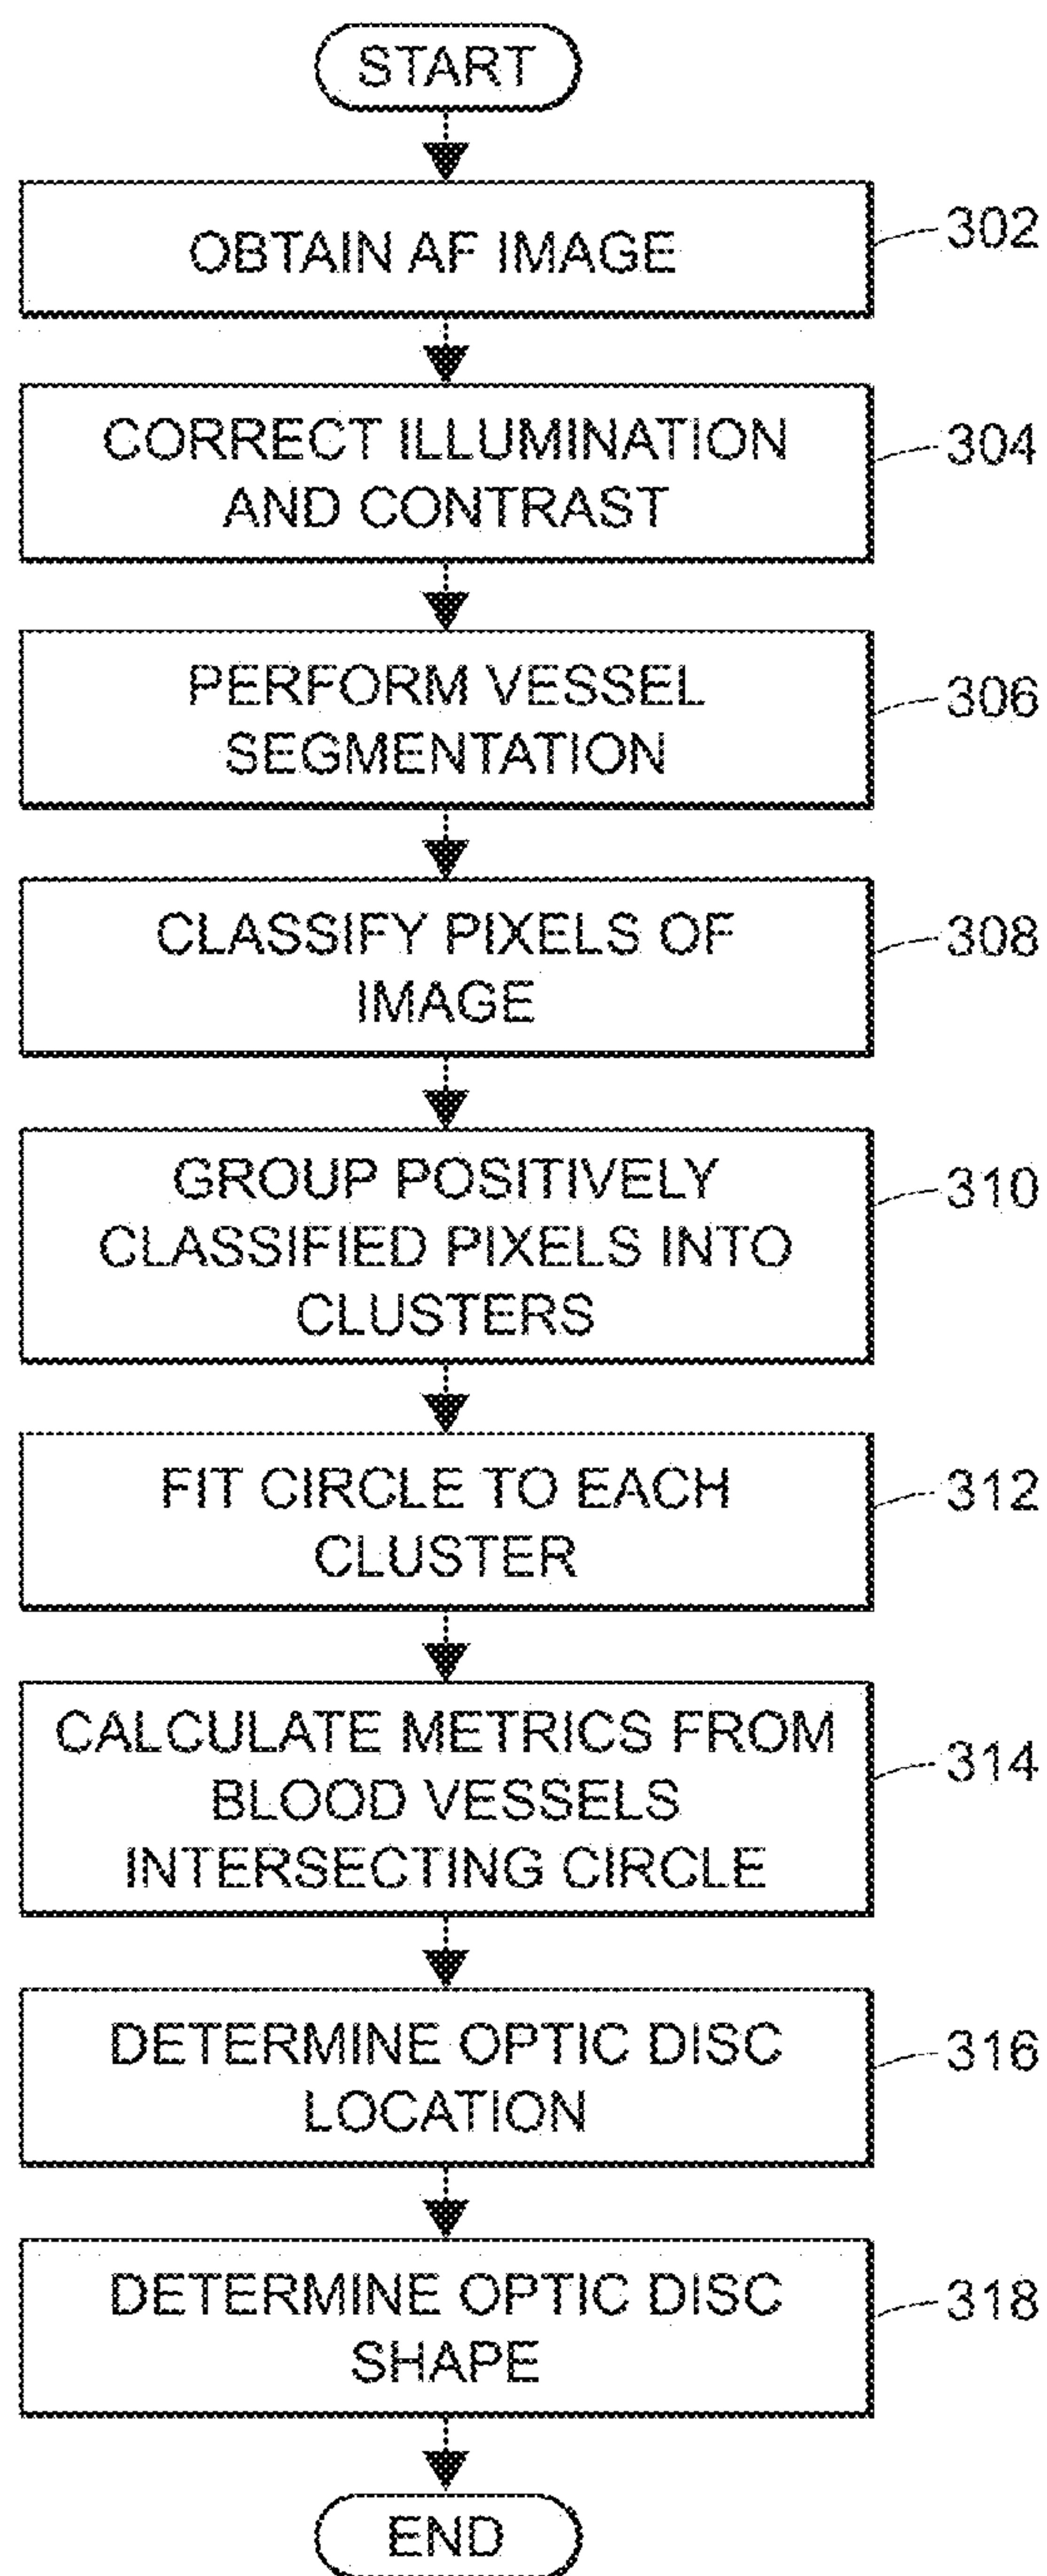 START
OBTAIN AF IMAGE
302
CORRECT ILLUMINATION
AND CONTRAST
304
PERFORM VESSEL
SEGMENTATION
306
CLASSIFY PIXELS OF
IMAGE
308
GROUP POSITIVELY
CLASSIFIED PIXELS INTO
CLUSTERS
310
FIT CIRCLE TO EACH
CLUSTER
312
CALCULATE METRICS FROM
BLOOD VESSELS
INTERSECTING CIRCLE
314
DETERMINE OPTIC DISC
LOCATION
316
DETERMINE OPTIC DISC
SHAPE
318
END